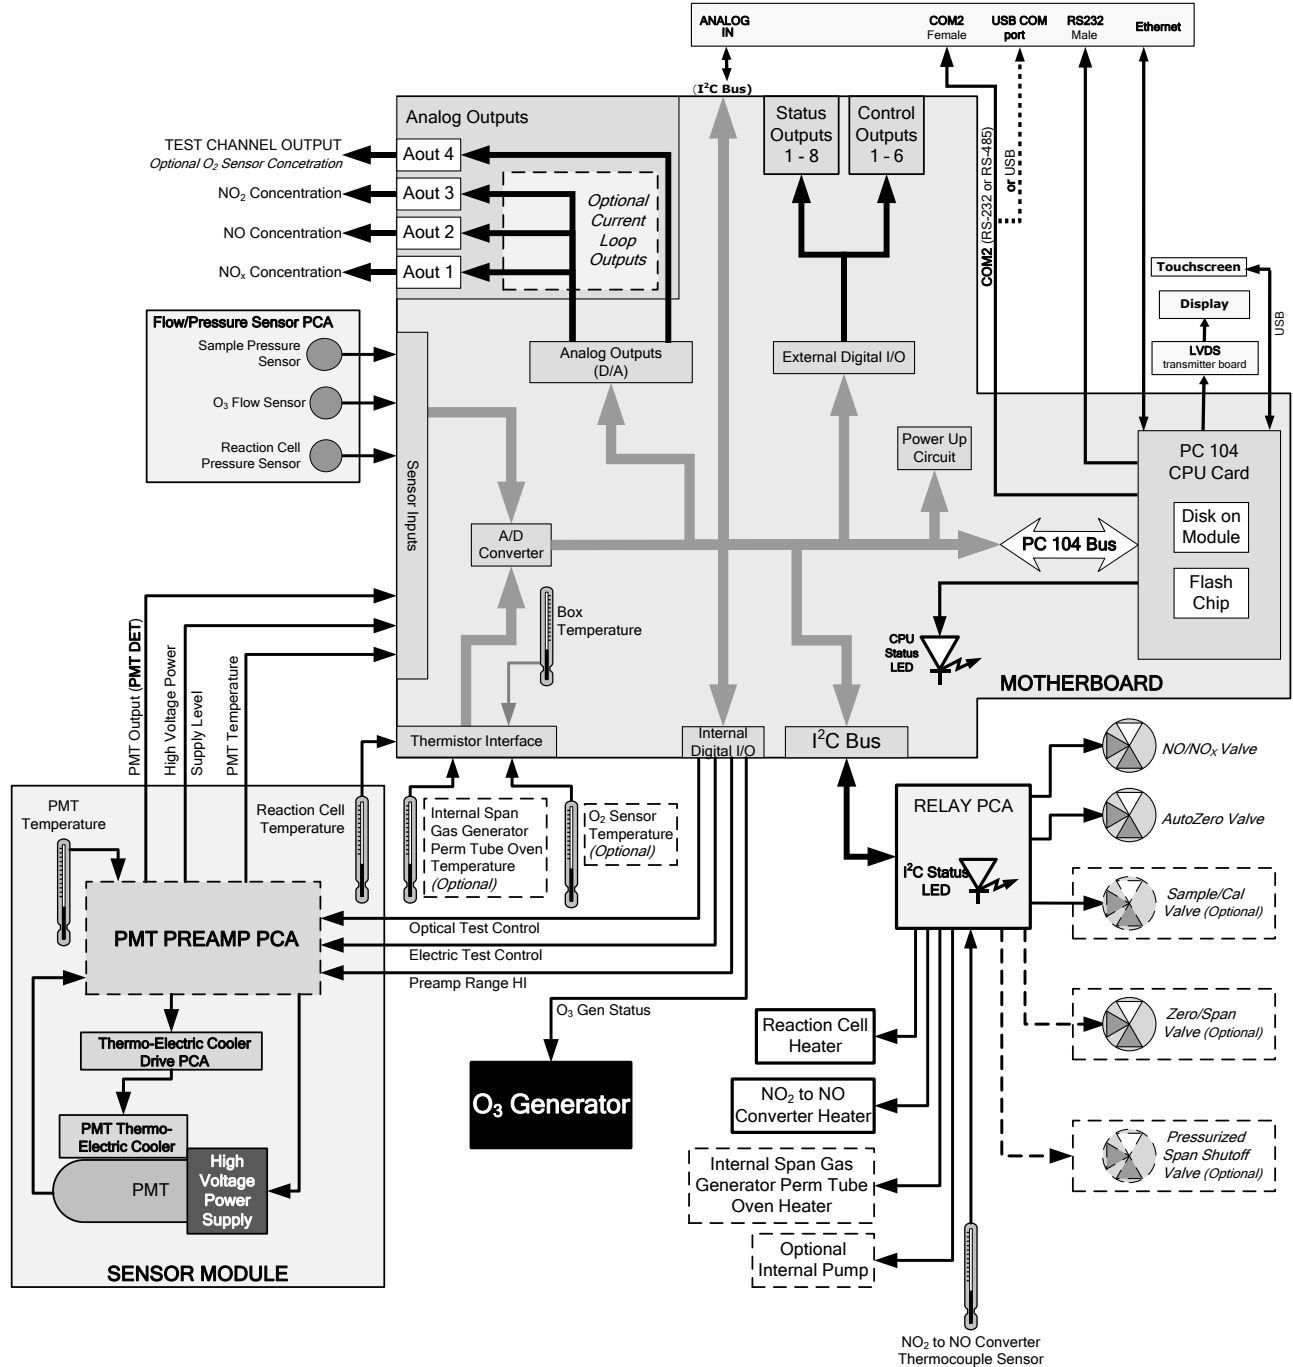 ANALOG
IN
COM2
Female
USB COM
port
RS232
Male
Ethernet
(I²C Bus)
Analog Outputs
Status
Outputs
1 - 8
Control
Outputs
1 - 6
TEST CHANNEL OUTPUT
Optional O₂ Sensor Concetration
Aout 4
NO₂ Concentration
Aout 3
NO Concentration
Aout 2
NOₓ Concentration
Aout 1
Optional
Current
Loop
Outputs
COM2 (RS-232 or RS-485)
or USB
Touchscreen
Display
USB
LVDS
transmitter board
Flow/Pressure Sensor PCA
Sample Pressure
Sensor
O₃ Flow Sensor
Reaction Cell
Pressure Sensor
Sensor Inputs
Analog Outputs
(D/A)
External Digital I/O
Power Up
Circuit
PC 104
CPU Card
Disk on
Module
Flash
Chip
A/D
Converter
PC 104 Bus
Box
Temperature
CPU
Status
LED
MOTHERBOARD
PMT Output (PMT DET)
High Voltage Power
Supply Level
PMT Temperature
Thermistor Interface
Internal
Digital I/O
I²C Bus
NO/NOₓ Valve
AutoZero Valve
Sample/Cal
Valve (Optional)
Zero/Span
Valve (Optional)
Pressurized
Span Shutoff
Valve (Optional)
RELAY PCA
I²C Status
LED
PMT
Temperature
Reaction Cell
Temperature
Internal Span
Gas Generator
Perm Tube Oven
Temperature
(Optional)
O₂ Sensor
Temperature
(Optional)
PMT PREAMP PCA
Optical Test Control
Electric Test Control
Preamp Range HI
O₃ Gen Status
O₃ Generator
Thermo-Electric Cooler
Drive PCA
PMT Thermo-
Electric Cooler
PMT
High
Voltage
Power
Supply
SENSOR MODULE
Reaction Cell
Heater
NO₂ to NO
Converter Heater
Internal Span Gas
Generator Perm Tube
Oven Heater
Optional
Internal Pump
NO₂ to NO Converter
Thermocouple Sensor